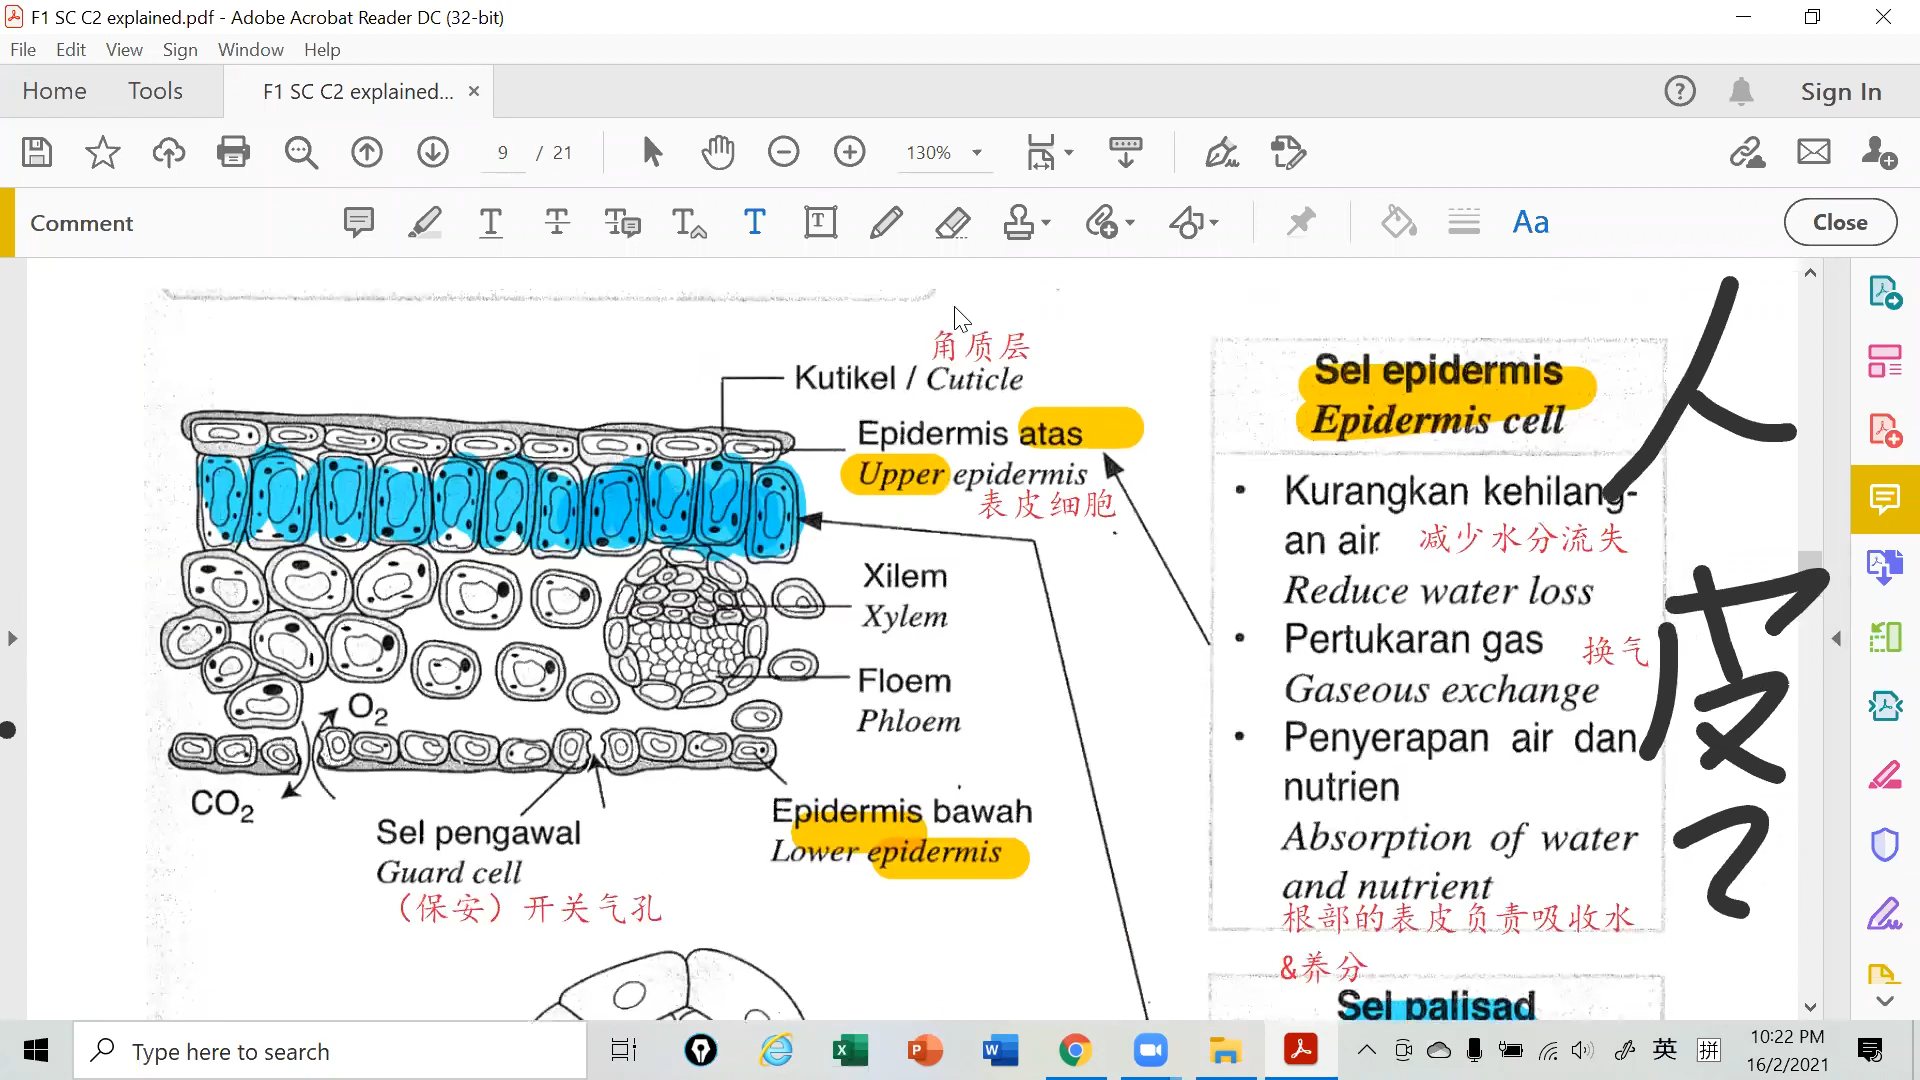 F1 SC C2 explained.pdf - Adobe Acrobat Reader DC (32-bit)
File Edit View Sign Window Help
Home Tools F1 SC C2 explained... × ? Sign In
9 / 21 130%
Comment Aa Close
角质层
Kutikel / Cuticle
Epidermis atas
Upper epidermis
表皮细胞
Xilem
Xylem
Floem
Phloem
O2
CO2
Epidermis bawah
Lower epidermis
Sel pengawal
Guard cell
（保安）开关气孔
Sel epidermis
Epidermis cell
• Kurangkan kehilang-
an air 减少水分流失
Reduce water loss
• Pertukaran gas 换气
Gaseous exchange
• Penyerapan air dan
nutrien
Absorption of water
and nutrient
根部的表皮负责吸收水
&养分
Sel palisad
人
皮
Type here to search
英 拼
10:22 PM
16/2/2021